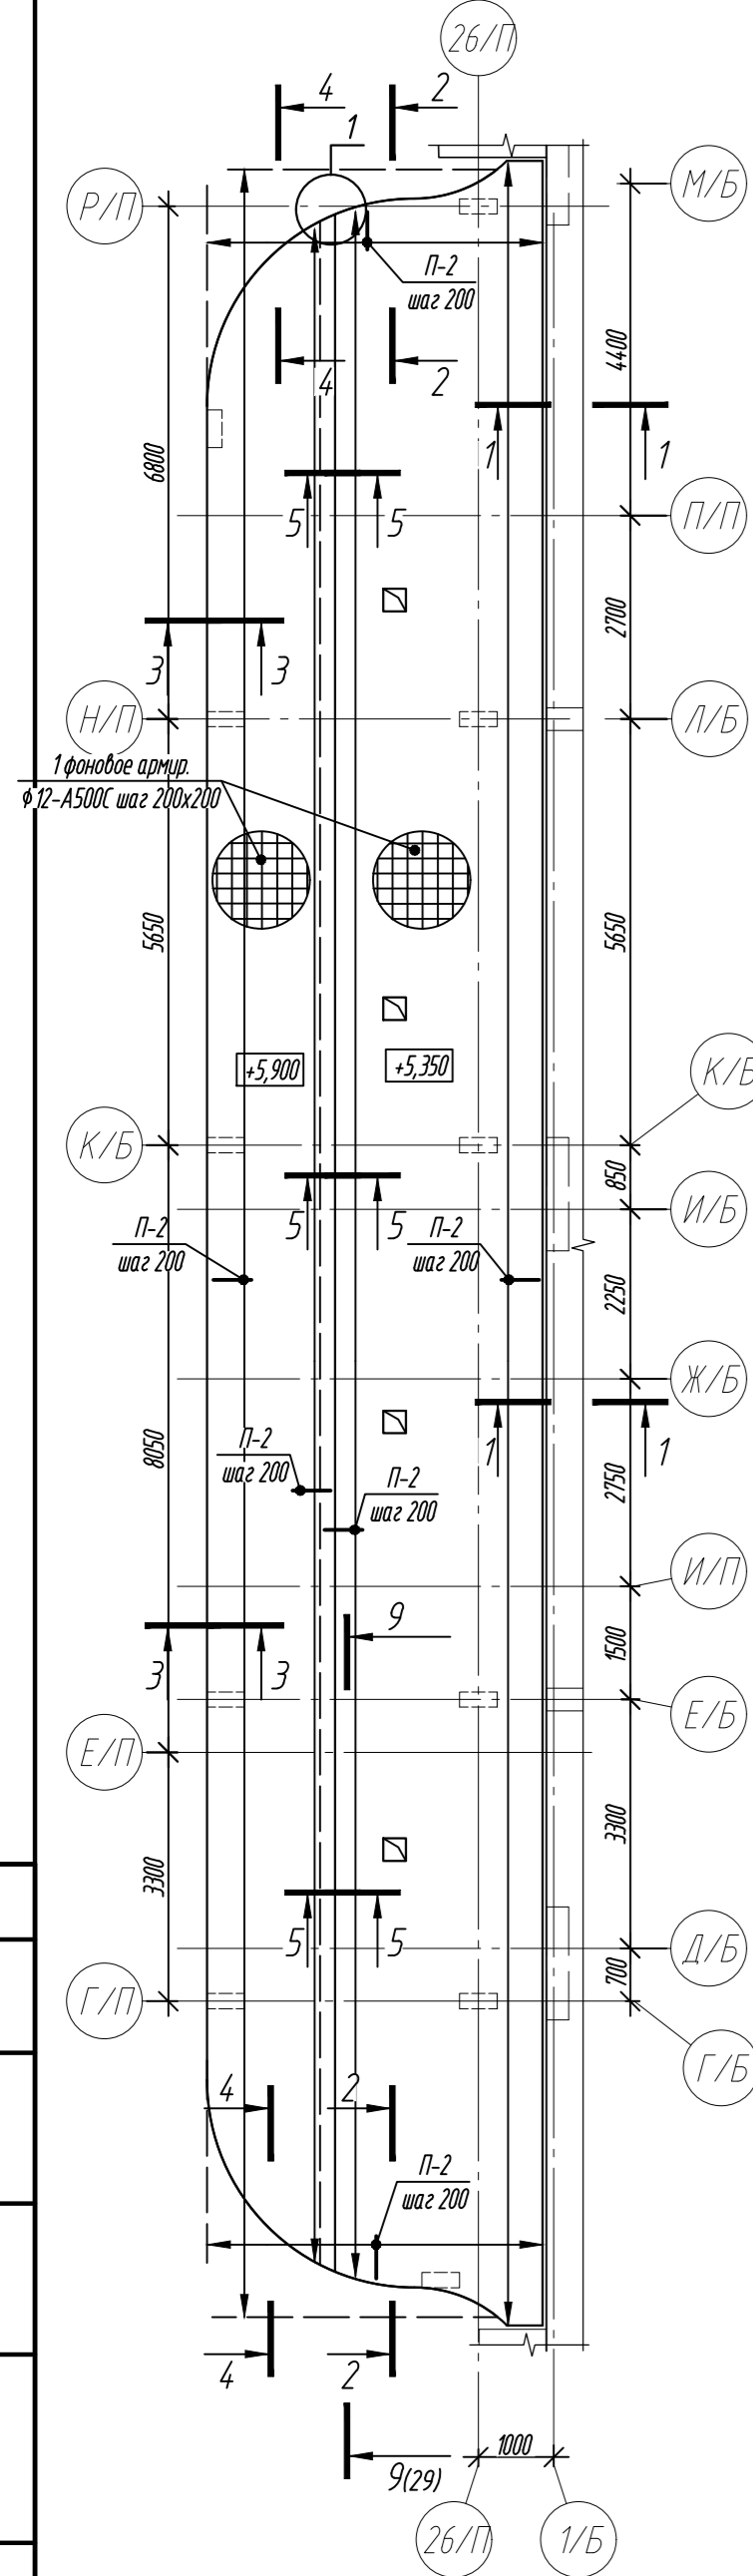 26/П
4
2
1
Р/П
М/Б
П-2
шаг 200
4400
4
2
1
1
6800
5
5
П/П
2700
3
3
Н/П
Л/Б
1 фоновое армир.
ϕ12-А500С шаг 200х200
5650
5650
+5,900
+5,350
К/Б
К/Б
850
И/Б
5
5
П-2
шаг 200
П-2
шаг 200
2250
Ж/Б
8050
П-2
шаг 200
1
1
П-2
шаг 200
2750
И/П
9
1500
3
3
Е/Б
Е/П
3300
3300
5
5
Д/Б
700
Г/П
Г/Б
4
2
П-2
шаг 200
4
2
1000
9(29)
26/П
1/Б